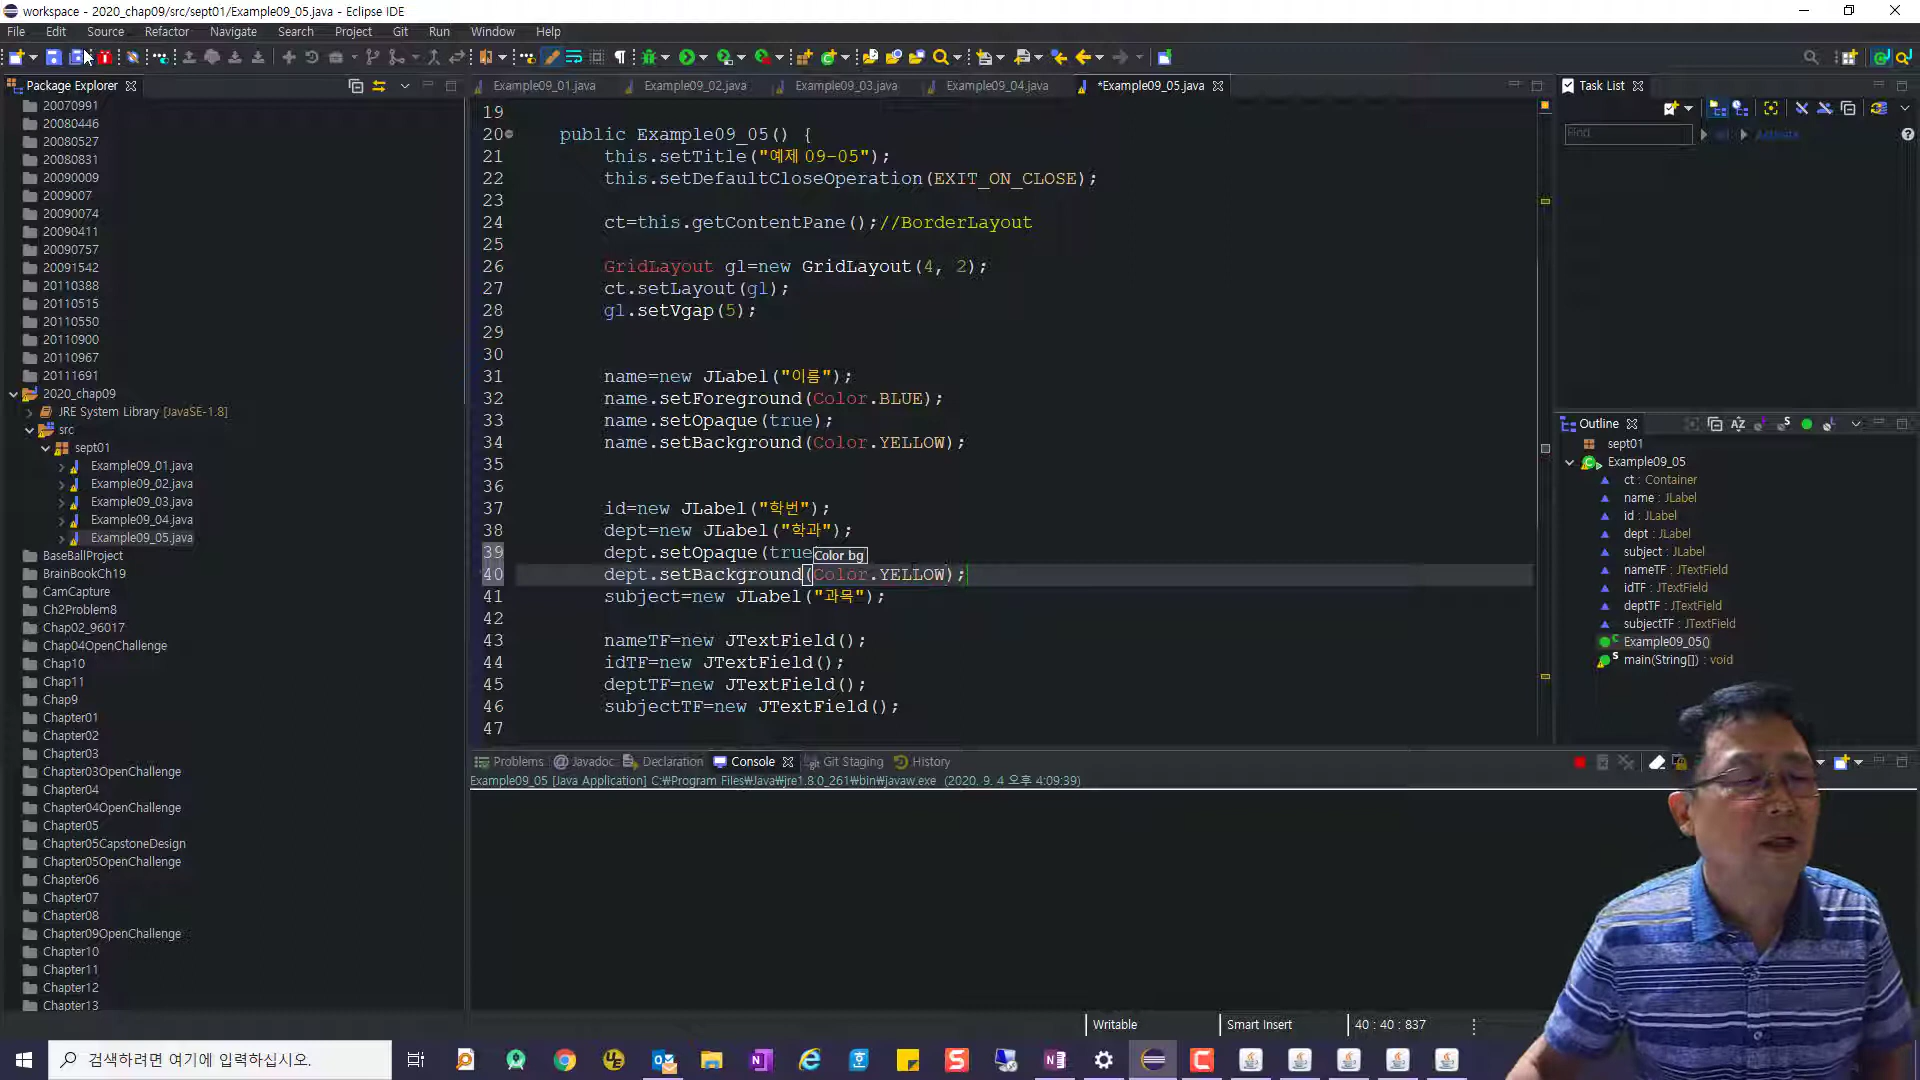 workspace - 2020_chap09/src/sept01/Example09_05.java - Eclipse IDE
File Edit Source Refactor Navigate Search Project Git Run Window Help
Package Explorer
20070991
20080446
20080527
20080831
20090009
2009007
20090074
20090411
20090757
20091542
20110388
20110515
20110550
20110900
20110967
20111691
2020_chap09
JRE System Library [JavaSE-1.8]
src
sept01
Example09_01.java
Example09_02.java
Example09_03.java
Example09_04.java
Example09_05.java
BaseBallProject
BrainBookCh19
CamCapture
Ch2Problem8
Chap02_96017
Chap04OpenChallenge
Chap10
Chap11
Chap9
Chapter01
Chapter02
Chapter03
Chapter03OpenChallenge
Chapter04
Chapter04OpenChallenge
Chapter05
Chapter05CapstoneDesign
Chapter05OpenChallenge
Chapter06
Chapter07
Chapter08
Chapter09OpenChallenge
Chapter10
Chapter11
Chapter12
Chapter13
Example09_01.java Example09_02.java Example09_03.java Example09_04.java *Example09_05.java
19
20 public Example09_05() {
21 this.setTitle("예제 09-05");
22 this.setDefaultCloseOperation(EXIT_ON_CLOSE);
23
24 ct=this.getContentPane();//BorderLayout
25
26 GridLayout gl=new GridLayout(4, 2);
27 ct.setLayout(gl);
28 gl.setVgap(5);
29
30
31 name=new JLabel("이름");
32 name.setForeground(Color.BLUE);
33 name.setOpaque(true);
34 name.setBackground(Color.YELLOW);
35
36
37 id=new JLabel("학번");
38 dept=new JLabel("학과");
39 dept.setOpaque(true
Color bg
40 dept.setBackground(Color.YELLOW);
41 subject=new JLabel("과목");
42
43 nameTF=new JTextField();
44 idTF=new JTextField();
45 deptTF=new JTextField();
46 subjectTF=new JTextField();
47
Problems Javadoc Declaration Console Git Staging History
Example09_05 [Java Application] C:₩Program Files₩Java₩jre1.8.0_261₩bin₩javaw.exe (2020. 9. 4 오후 4:09:39)
Task List
Find All Activate...
Outline
sept01
Example09_05
ct : Container
name : JLabel
id : JLabel
dept : JLabel
subject : JLabel
nameTF : JTextField
idTF : JTextField
deptTF : JTextField
subjectTF : JTextField
Example09_05()
main(String[]) : void
Writable Smart Insert 40 : 40 : 837
검색하려면 여기에 입력하십시오.